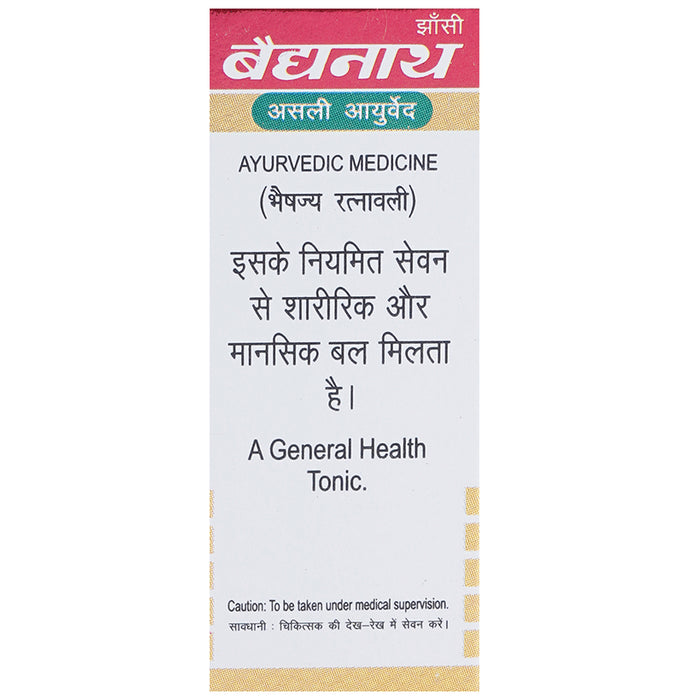 झाँसी
बैद्यनाथ
असली आयुर्वेद
AYURVEDIC MEDICINE
(भैषज्य रत्नावली)
इसके नियमित सेवन
से शारीरिक और
मानसिक बल मिलता
है।
A General Health
Tonic.
Caution: To be taken under medical supervision.
सावधानी : चिकित्सक की देख–रेख में सेवन करें।